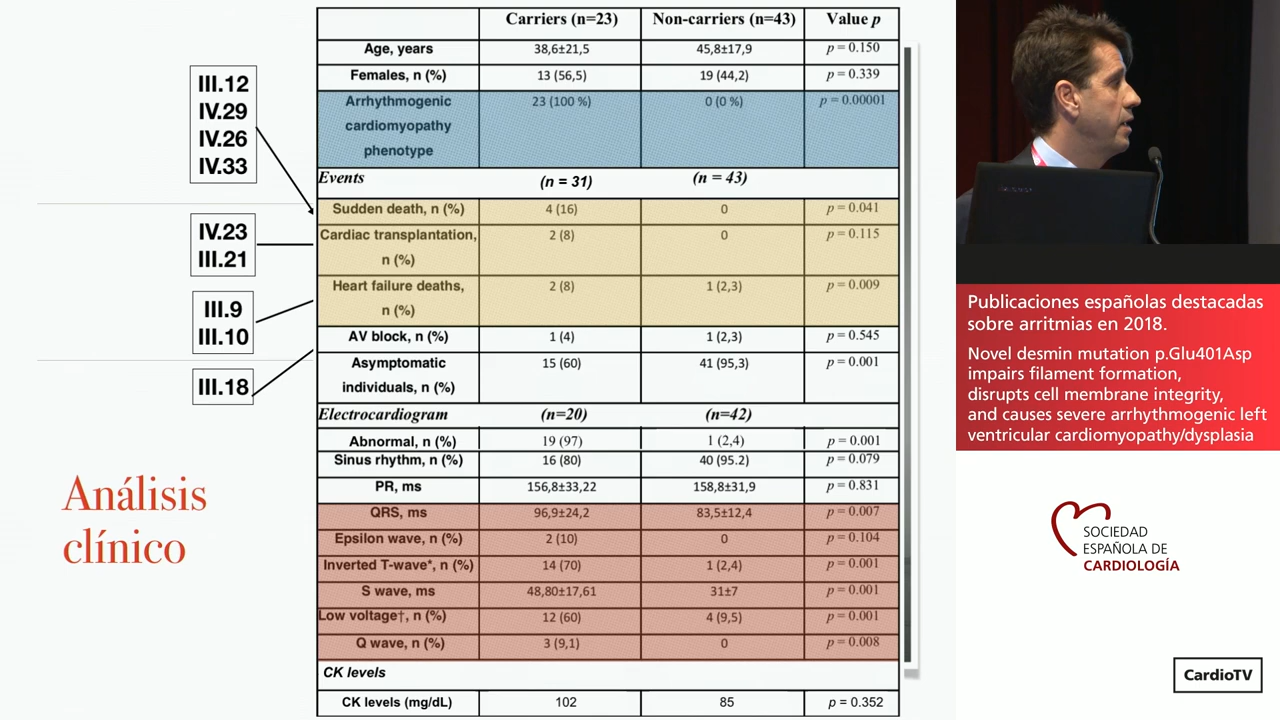 III.12
IV.29
IV.26
IV.33
IV.23
III.21
III.9
III.10
III.18
Análisis
clínico
Carriers (n=23) Non-carriers (n=43) Value p
Age, years 38,6±21,5 45,8±17,9 p = 0.150
Females, n (%) 13 (56,5) 19 (44,2) p = 0.339
Arrhythmogenic 23 (100 %) 0 (0 %) p = 0.00001
cardiomyopathy
phenotype
Events (n = 31) (n = 43)
Sudden death, n (%) 4 (16) 0 p = 0.041
Cardiac transplantation, 2 (8) 0 p = 0.115
n (%)
Heart failure deaths, 2 (8) 1 (2,3) p = 0.009
n (%)
AV block, n (%) 1 (4) 1 (2,3) p = 0.545
Asymptomatic 15 (60) 41 (95,3) p = 0.001
individuals, n (%)
Electrocardiogram (n=20) (n=42)
Abnormal, n (%) 19 (97) 1 (2,4) p = 0.001
Sinus rhythm, n (%) 16 (80) 40 (95.2) p = 0.079
PR, ms 156,8±33,22 158,8±31,9 p = 0.831
QRS, ms 96,9±24,2 83,5±12,4 p = 0.007
Epsilon wave, n (%) 2 (10) 0 p = 0.104
Inverted T-wave*, n (%) 14 (70) 1 (2,4) p = 0.001
S wave, ms 48,80±17,61 31±7 p = 0.001
Low voltage†, n (%) 12 (60) 4 (9,5) p = 0.001
Q wave, n (%) 3 (9,1) 0 p = 0.008
CK levels
CK levels (mg/dL) 102 85 p = 0.352
Publicaciones españolas destacadas
sobre arritmias en 2018.
Novel desmin mutation p.Glu401Asp
impairs filament formation,
disrupts cell membrane integrity,
and causes severe arrhythmogenic left
ventricular cardiomyopathy/dysplasia
SOCIEDAD
ESPAÑOLA DE
CARDIOLOGÍA
CardioTV